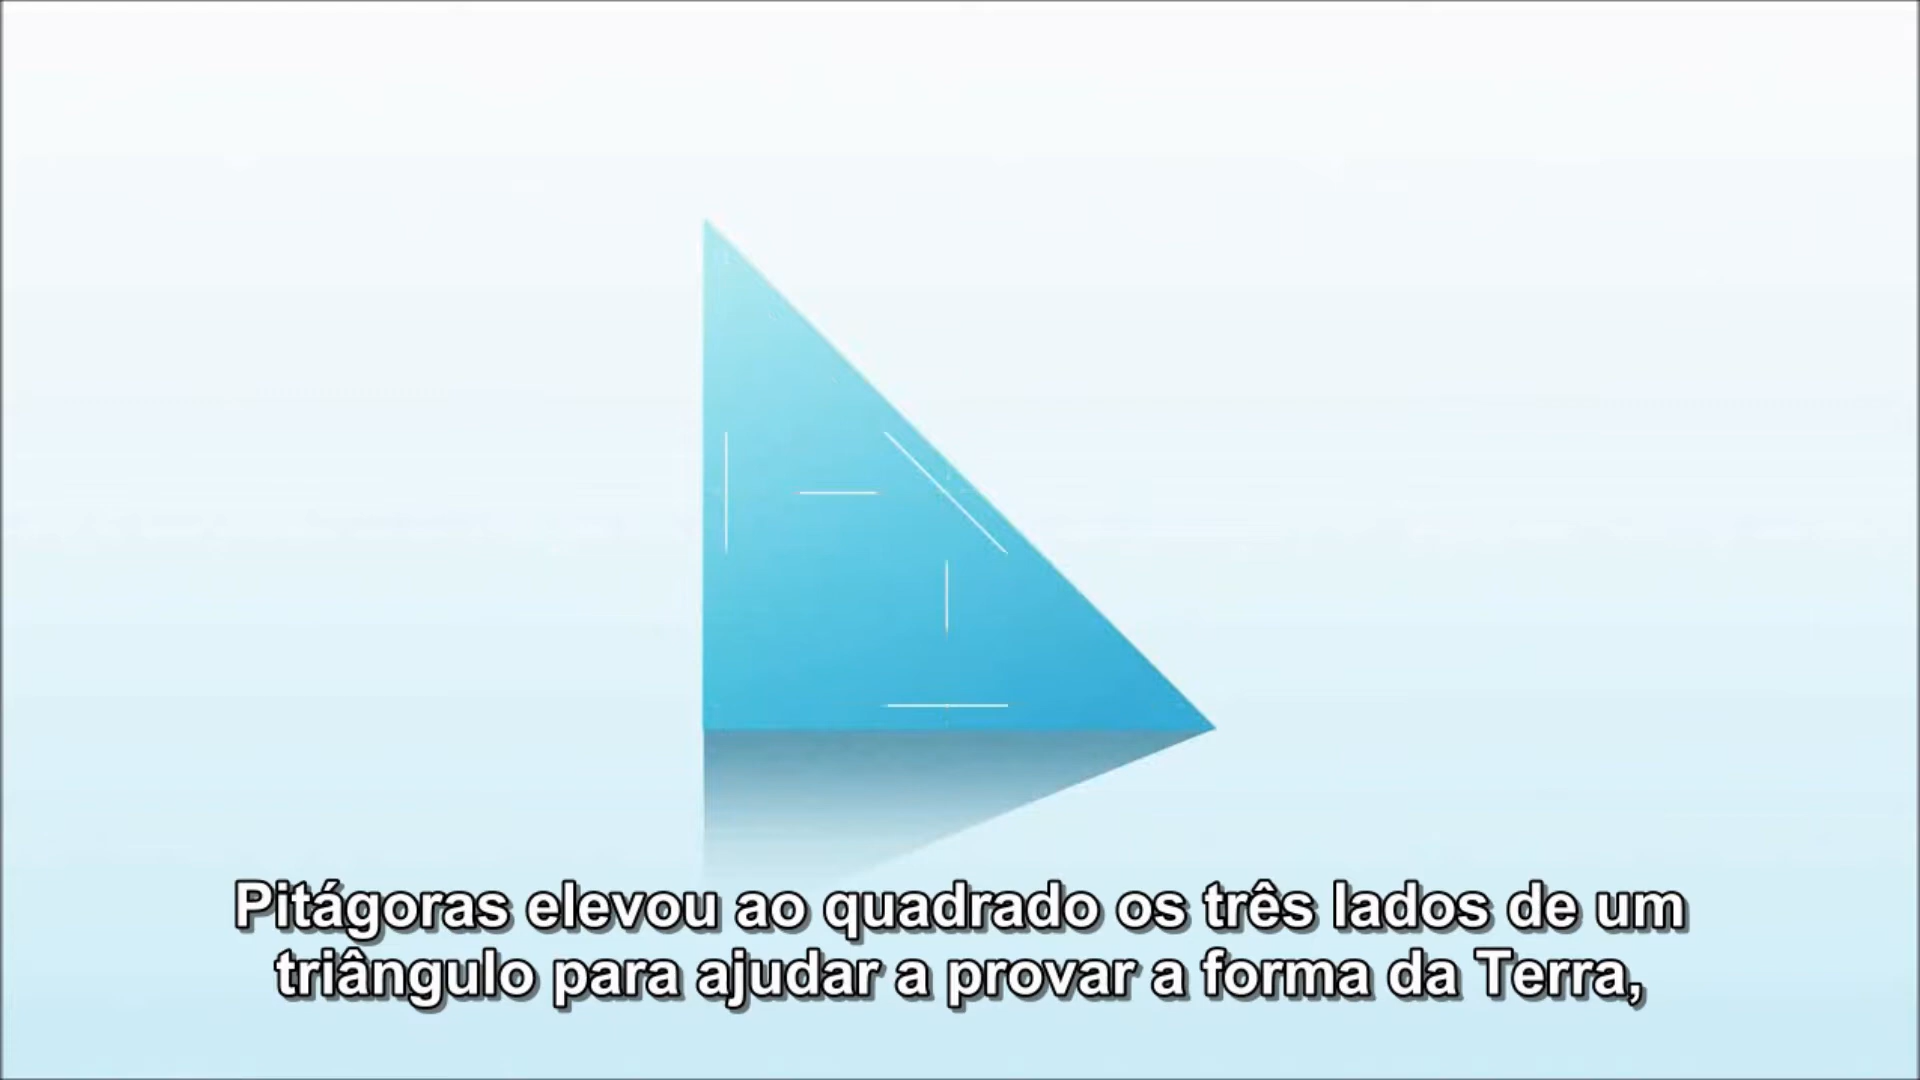 Pitágoras elevou ao quadrado os três lados de um
triângulo para ajudar a provar a forma da Terra,